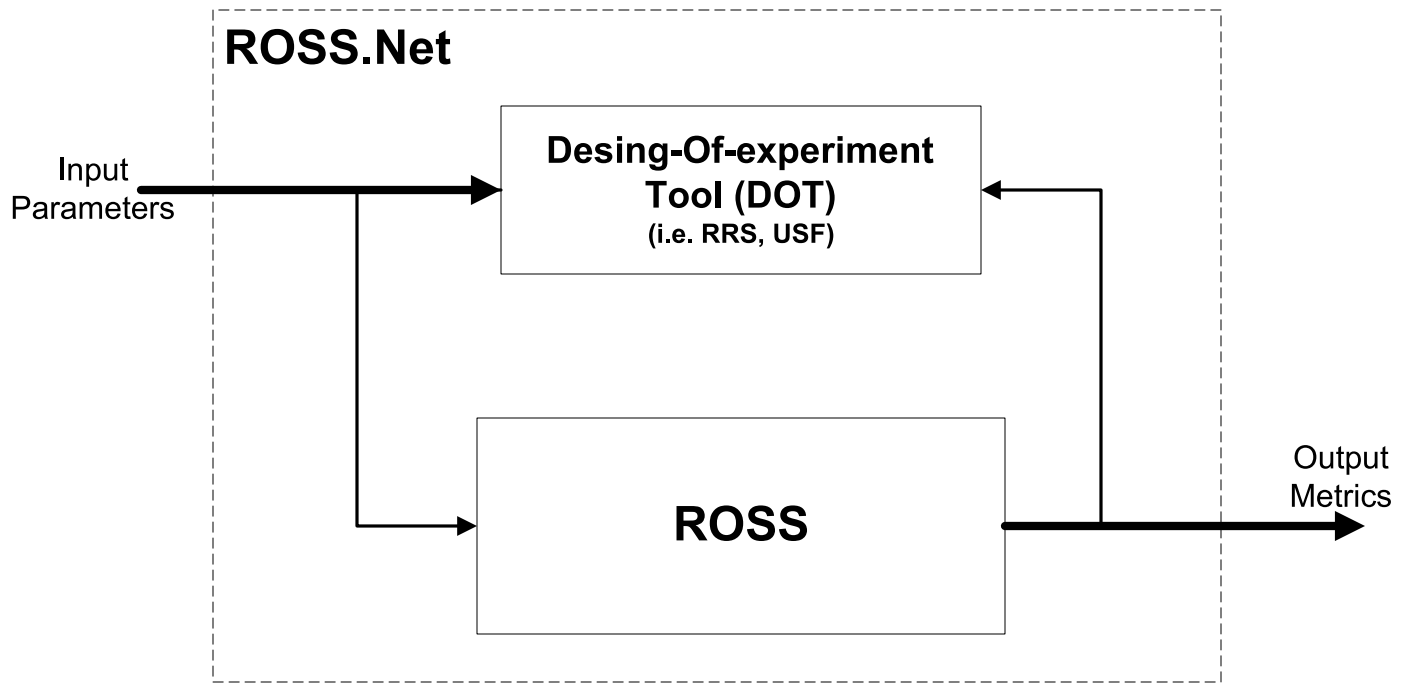 ROSS.Net
Desing-Of-experiment
Tool (DOT)
(i.e. RRS, USF)
Input
Parameters
ROSS
Output
Metrics